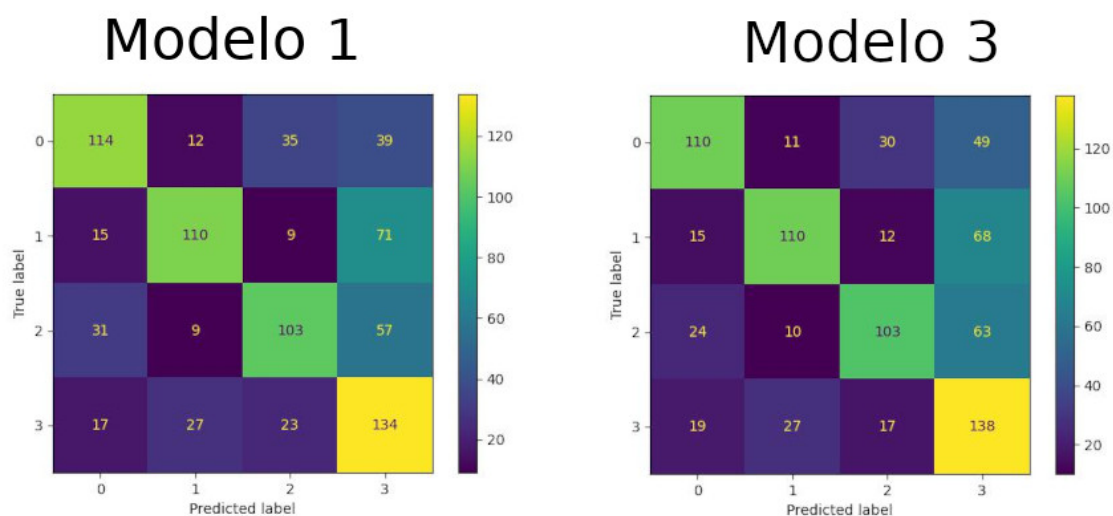 Modelo 1
114 12 35 39
15 110 9 71
31 9 103 57
17 27 23 134
0
1
2
3
0 1 2 3
True label
Predicted label
120
100
80
60
40
20
Modelo 3
110 11 30 49
15 110 12 68
24 10 103 63
19 27 17 138
0
1
2
3
0 1 2 3
True label
Predicted label
120
100
80
60
40
20